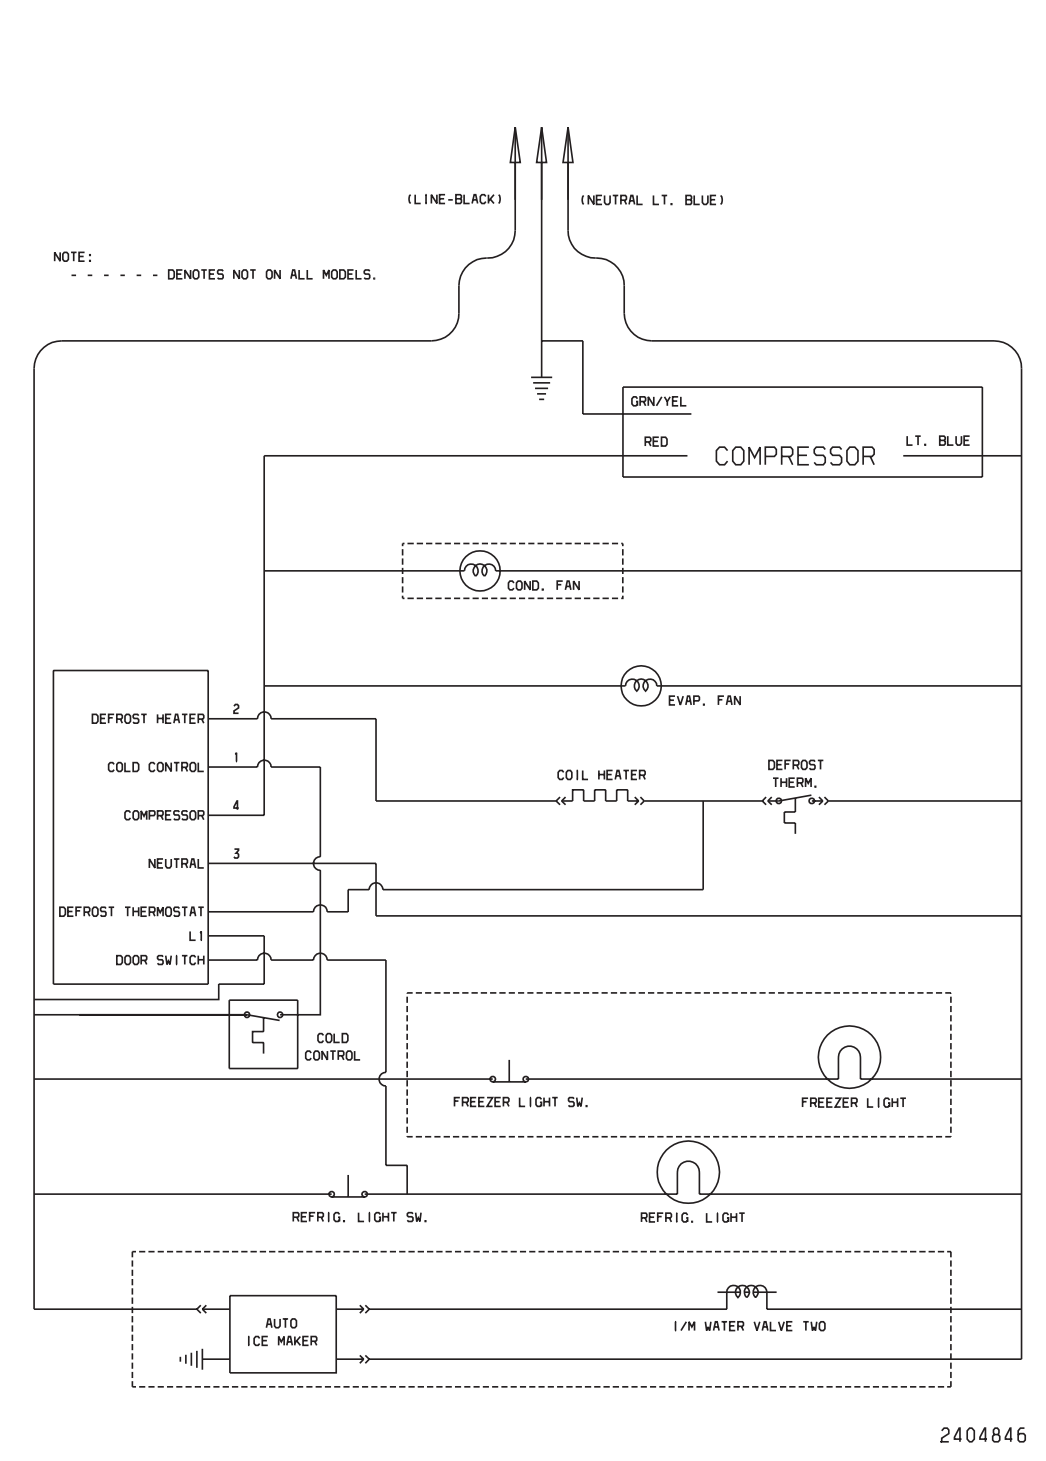 (LINE-BLACK)
(NEUTRAL LT. BLUE)
NOTE:
- - - - - - DENOTES NOT ON ALL MODELS.
GRN/YEL
RED
COMPRESSOR
LT. BLUE
COND. FAN
EVAP. FAN
DEFROST HEATER
2
COLD CONTROL
1
COMPRESSOR
4
NEUTRAL
3
DEFROST THERMOSTAT
L1
DOOR SWITCH
COIL HEATER
DEFROST
THERM.
COLD
CONTROL
FREEZER LIGHT SW.
FREEZER LIGHT
REFRIG. LIGHT SW.
REFRIG. LIGHT
AUTO
ICE MAKER
I/M WATER VALVE TWO
2404846